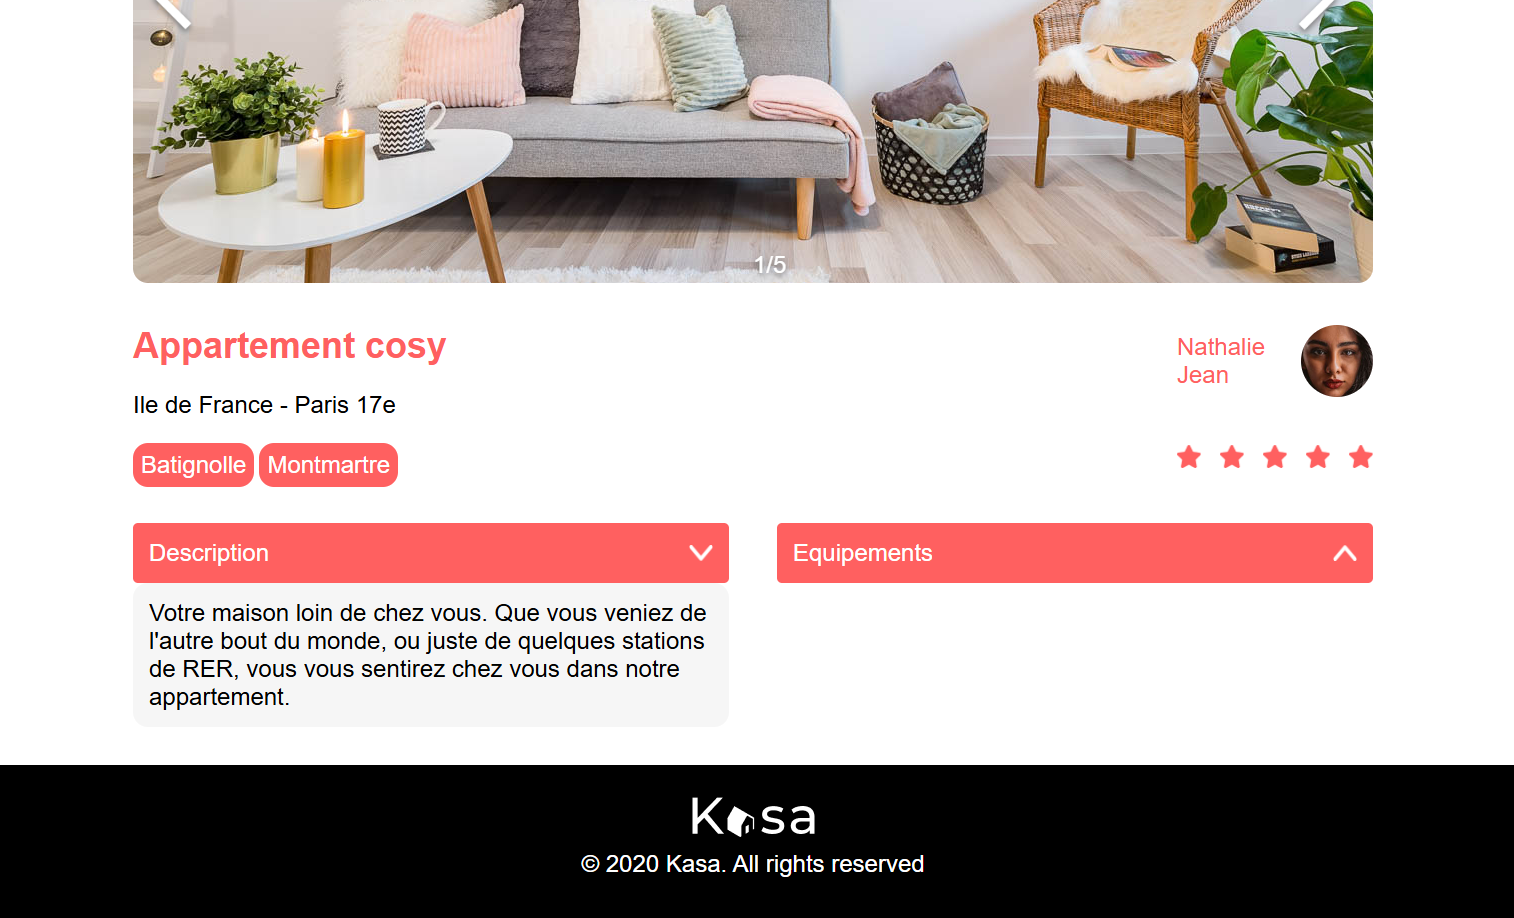 1/5
Appartement cosy
Nathalie
Jean
Ile de France - Paris 17e
Batignolle Montmartre
Description
Equipements
Votre maison loin de chez vous. Que vous veniez de
l'autre bout du monde, ou juste de quelques stations
de RER, vous vous sentirez chez vous dans notre
appartement.
Kasa
© 2020 Kasa. All rights reserved